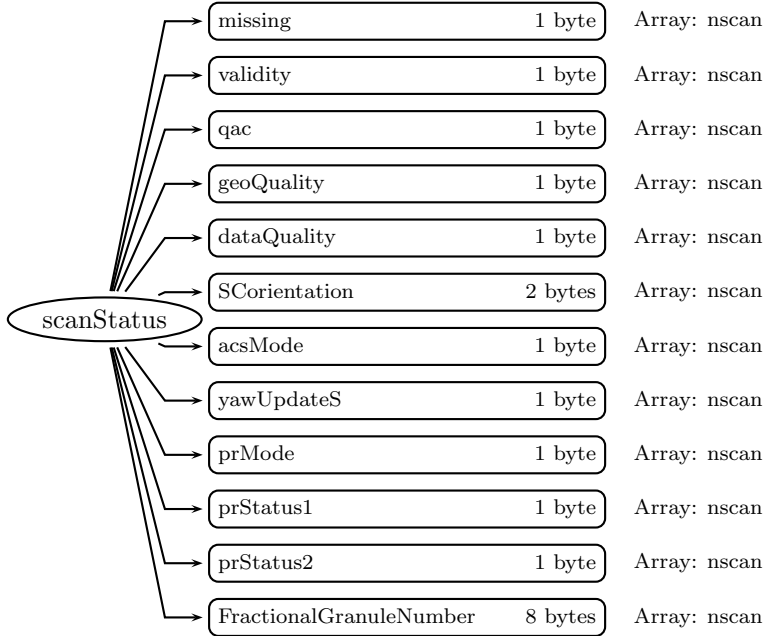 missing 1 byte Array: nscan
validity 1 byte Array: nscan
qac 1 byte Array: nscan
geoQuality 1 byte Array: nscan
dataQuality 1 byte Array: nscan
SCorientation 2 bytes Array: nscan
scanStatus
acsMode 1 byte Array: nscan
yawUpdateS 1 byte Array: nscan
prMode 1 byte Array: nscan
prStatus1 1 byte Array: nscan
prStatus2 1 byte Array: nscan
FractionalGranuleNumber 8 bytes Array: nscan